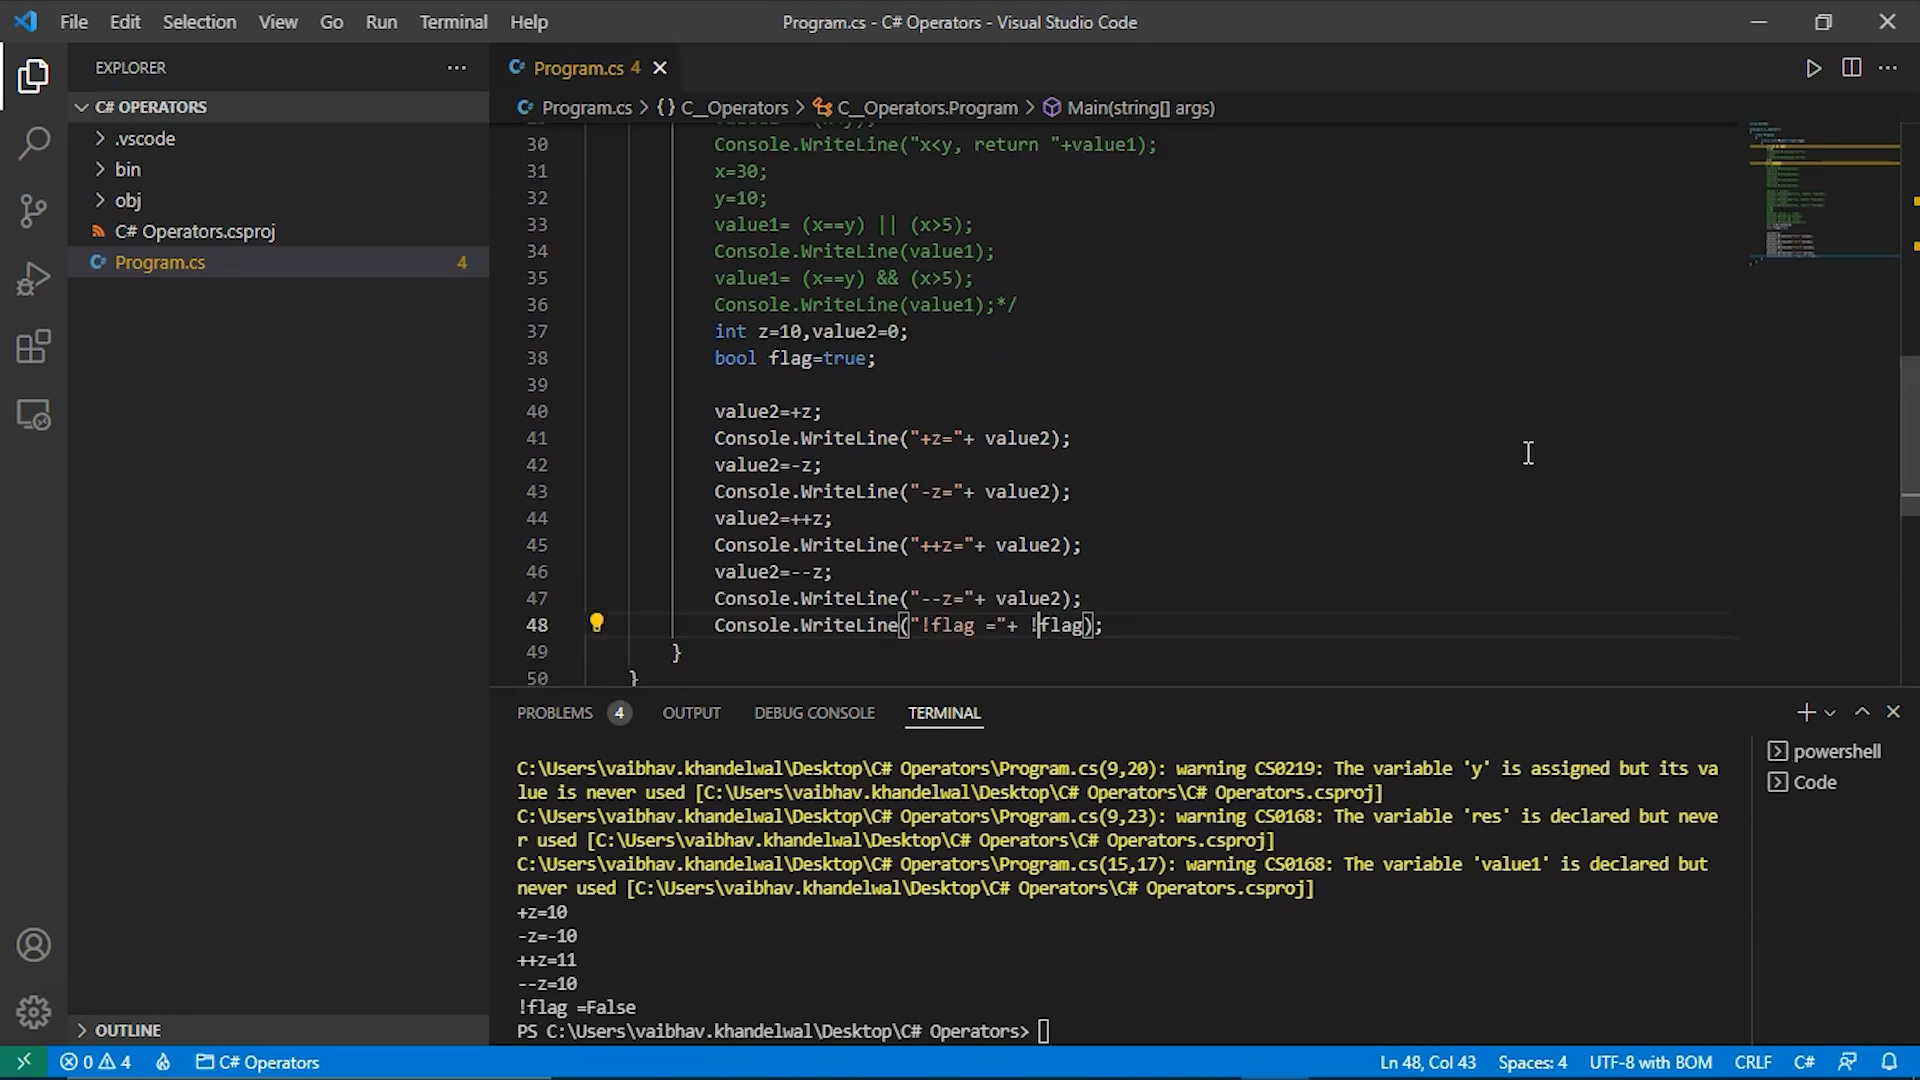 File Edit Selection View Go Run Terminal Help
Program.cs - C# Operators - Visual Studio Code
EXPLORER
C# OPERATORS
.vscode
bin
obj
C# Operators.csproj
Program.cs 4
OUTLINE
Program.cs 4
Program.cs > {} C__Operators > C__Operators.Program > Main(string[] args)
30 Console.WriteLine("x<y, return "+value1);
31 x=30;
32 y=10;
33 value1= (x==y) || (x>5);
34 Console.WriteLine(value1);
35 value1= (x==y) && (x>5);
36 Console.WriteLine(value1);*/
37 int z=10,value2=0;
38 bool flag=true;
39
40 value2=+z;
41 Console.WriteLine("+z="+ value2);
42 value2=-z;
43 Console.WriteLine("-z="+ value2);
44 value2=++z;
45 Console.WriteLine("++z="+ value2);
46 value2=--z;
47 Console.WriteLine("--z="+ value2);
48 Console.WriteLine("!flag ="+ !flag);
49 }
50 }
PROBLEMS 4 OUTPUT DEBUG CONSOLE TERMINAL
C:\Users\vaibhav.khandelwal\Desktop\C# Operators\Program.cs(9,20): warning CS0219: The variable 'y' is assigned but its va
lue is never used [C:\Users\vaibhav.khandelwal\Desktop\C# Operators\C# Operators.csproj]
C:\Users\vaibhav.khandelwal\Desktop\C# Operators\Program.cs(9,23): warning CS0168: The variable 'res' is declared but neve
r used [C:\Users\vaibhav.khandelwal\Desktop\C# Operators\C# Operators.csproj]
C:\Users\vaibhav.khandelwal\Desktop\C# Operators\Program.cs(15,17): warning CS0168: The variable 'value1' is declared but
never used [C:\Users\vaibhav.khandelwal\Desktop\C# Operators\C# Operators.csproj]
+z=10
-z=-10
++z=11
--z=10
!flag =False
PS C:\Users\vaibhav.khandelwal\Desktop\C# Operators>
powershell
Code
0 4 C# Operators
Ln 48, Col 43 Spaces: 4 UTF-8 with BOM CRLF C#